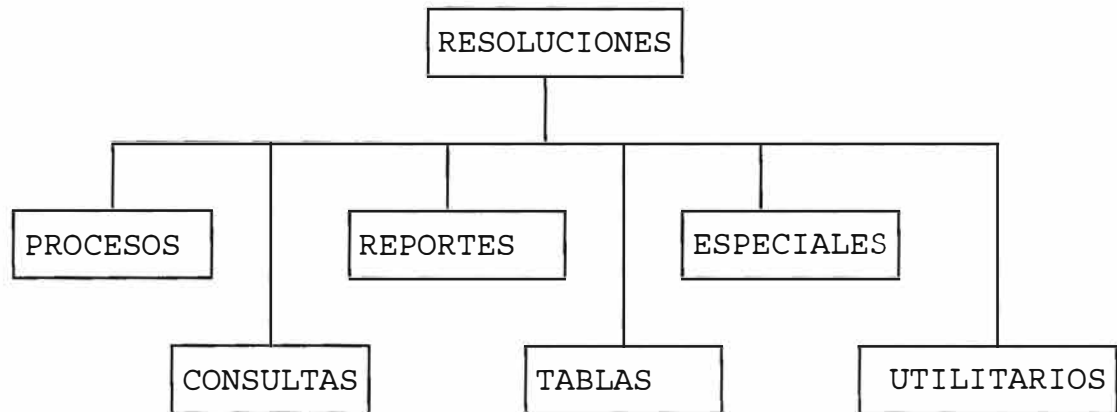 RESOLUCIONES
PROCESOS
REPORTES
ESPECIALES
CONSULTAS
TABLAS
UTILITARIOS